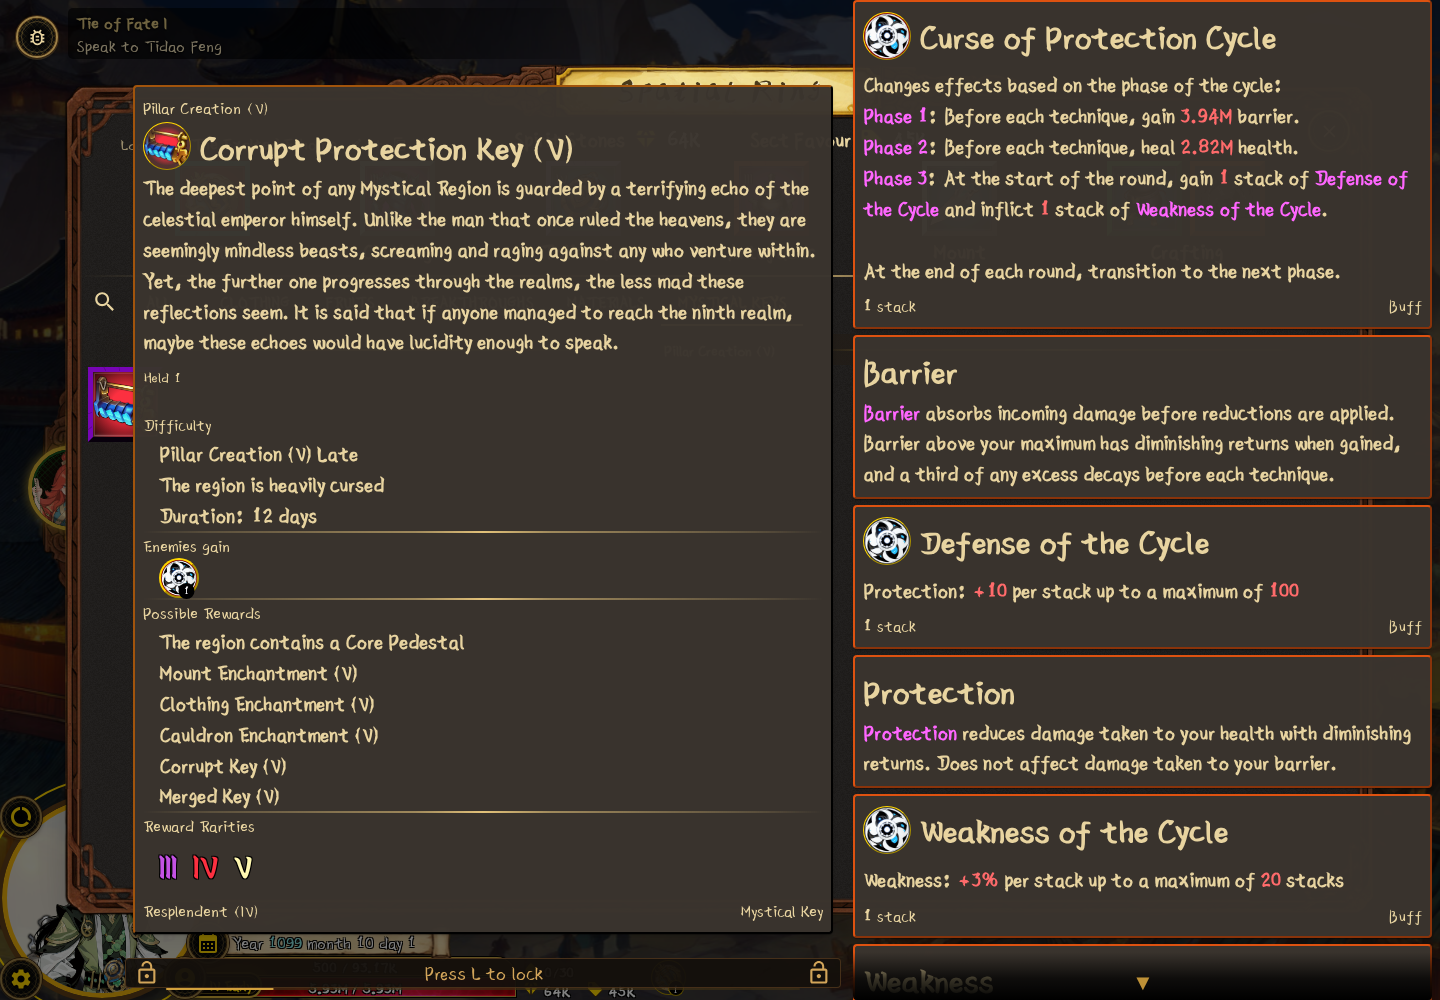 Tie of Fate I
Speak to Tidao Feng
Pillar Creation (V)
Corrupt Protection Key (V)
The deepest point of any Mystical Region is guarded by a terrifying echo of the
celestial emperor himself. Unlike the man that once ruled the heavens, they are
seemingly mindless beasts, screaming and raging against any who venture within.
Yet, the further one progresses through the realms, the less mad these
reflections seem. It is said that if anyone managed to reach the ninth realm,
maybe these echoes would have lucidity enough to speak.
Held 1
Difficulty
Pillar Creation (V) Late
The region is heavily cursed
Duration: 12 days
Enemies gain
1
Possible Rewards
The region contains a Core Pedestal
Mount Enchantment (V)
Clothing Enchantment (V)
Cauldron Enchantment (V)
Corrupt Key (V)
Merged Key (V)
Reward Rarities
III IV V
Resplendent (IV)
Mystical Key
Year 1099 month 10 day 1
Press L to lock
64K
45K
Curse of Protection Cycle
Changes effects based on the phase of the cycle:
Phase 1: Before each technique, gain 3.94M barrier.
Phase 2: Before each technique, heal 2.82M health.
Phase 3: At the start of the round, gain 1 stack of Defense of
the Cycle and inflict 1 stack of Weakness of the Cycle.
At the end of each round, transition to the next phase.
1 stack
Buff
Barrier
Barrier absorbs incoming damage before reductions are applied.
Barrier above your maximum has diminishing returns when gained,
and a third of any excess decays before each technique.
Defense of the Cycle
Protection: +10 per stack up to a maximum of 100
1 stack
Buff
Protection
Protection reduces damage taken to your health with diminishing
returns. Does not affect damage taken to your barrier.
Weakness of the Cycle
Weakness: +3% per stack up to a maximum of 20 stacks
1 stack
Buff
Weakness